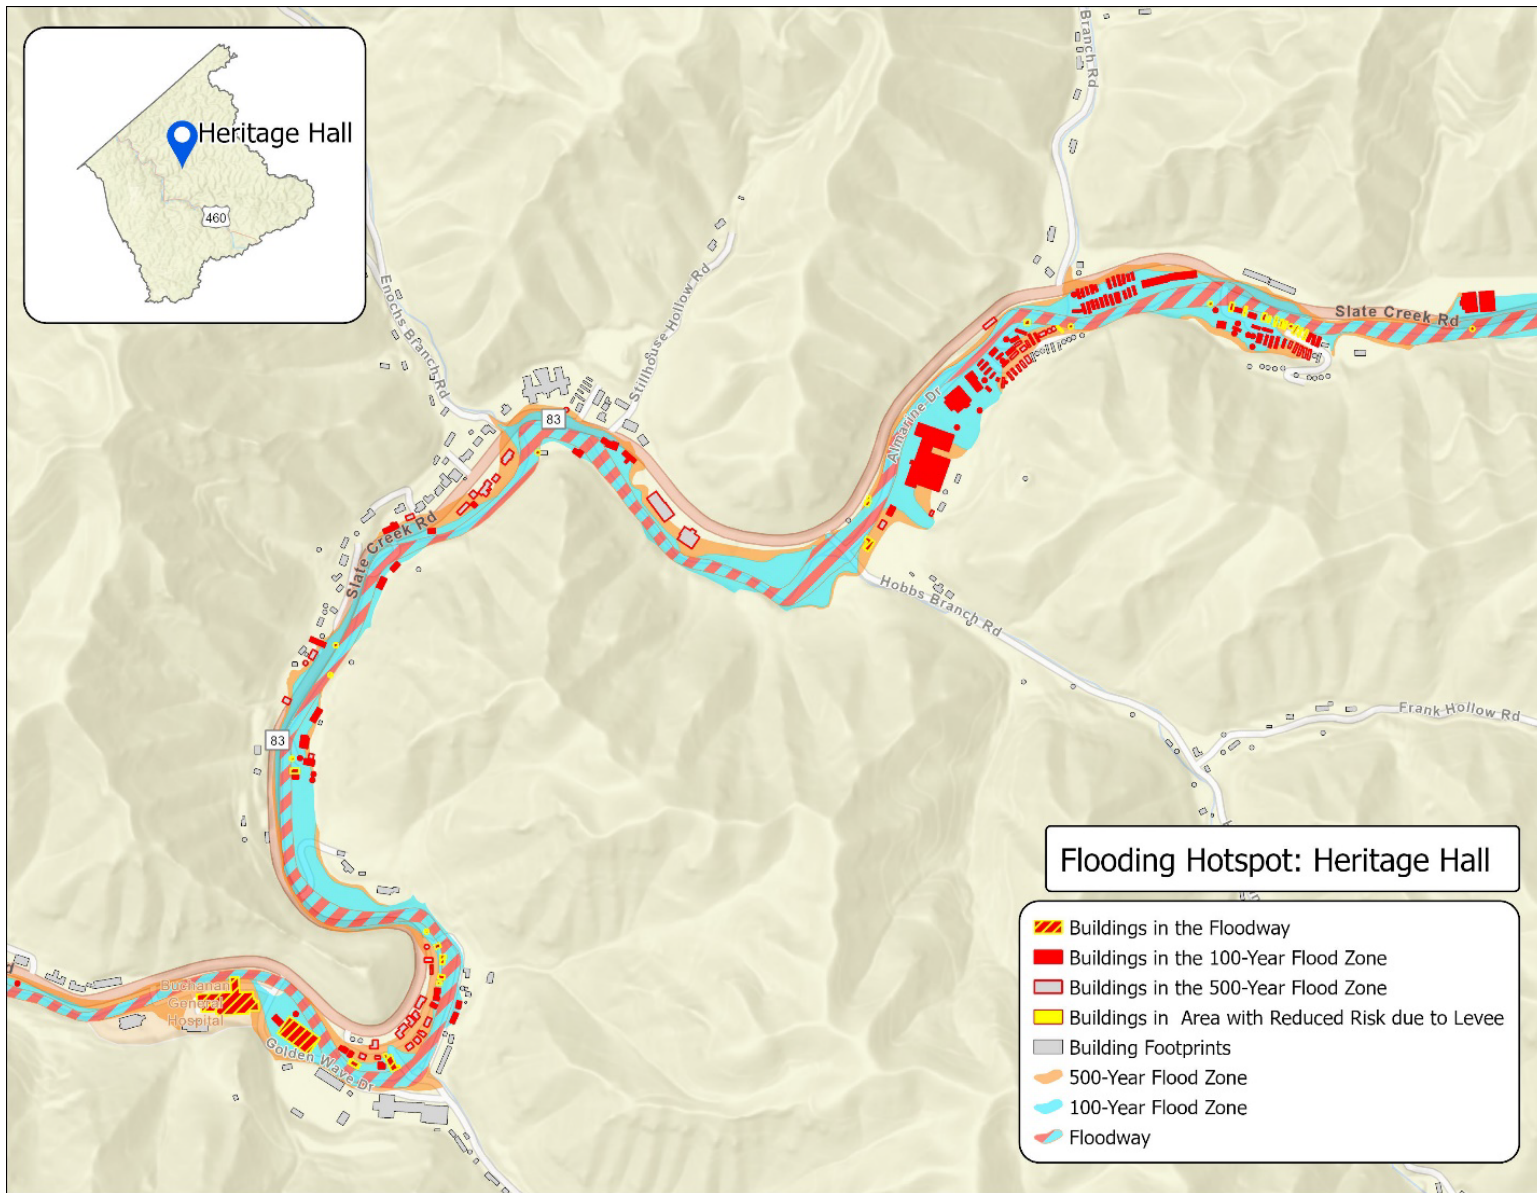 Heritage Hall
460
Branch Rd
Enochs Branch Rd
Stillhouse Hollow Rd
Slate Creek Rd
83
Almarine Dr
Slate Creek Rd
Hobbs Branch Rd
Frank Hollow Rd
83
Buchanan
General
Hospital
Golden Wave Dr
d
Flooding Hotspot: Heritage Hall
Buildings in the Floodway
Buildings in the 100-Year Flood Zone
Buildings in the 500-Year Flood Zone
Buildings in Area with Reduced Risk due to Levee
Building Footprints
500-Year Flood Zone
100-Year Flood Zone
Floodway